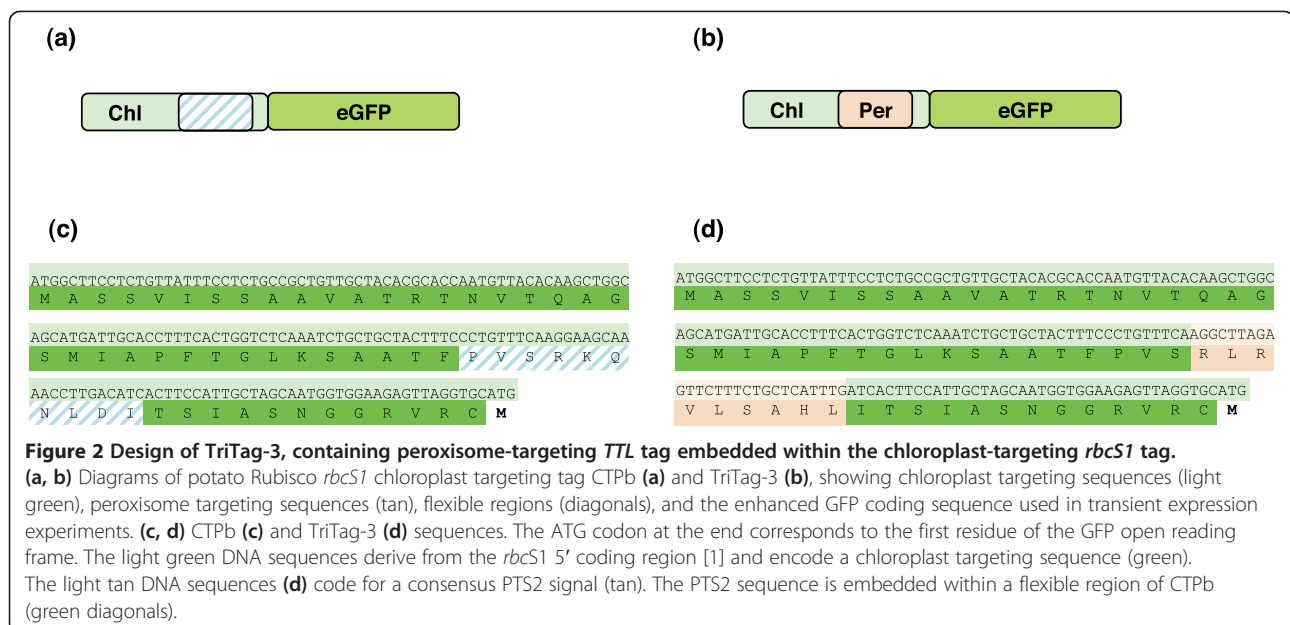 (a)
(b)
Chl eGFP
Chl Per eGFP
(c)
ATGGCTTCCTCTGTTATTTCCTCTGCCGCTGTTGCTACACGCACCAATGTTACACAAGCTGGC
M A S S V I S S A A V A T R T N V T Q A G
AGCATGATTGCACCTTTCACTGGTCTCAAATCTGCTGCTACTTTCCCTGTTTCAAGGAAGCAA
S M I A P F T G L K S A A T F P V S R K Q
AACCTTGACATCACTTCCATTGCTAGCAATGGTGGAAGAGTTAGGTGCATG
N L D I T S I A S N G G R V R C M
(d)
ATGGCTTCCTCTGTTATTTCCTCTGCCGCTGTTGCTACACGCACCAATGTTACACAAGCTGGC
M A S S V I S S A A V A T R T N V T Q A G
AGCATGATTGCACCTTTCACTGGTCTCAAATCTGCTGCTACTTTCCCTGTTTCAAGGCTTAGA
S M I A P F T G L K S A A T F P V S R L R
GTTCTTTCTGCTCATTTGATCACTTCCATTGCTAGCAATGGTGGAAGAGTTAGGTGCATG
V L S A H L I T S I A S N G G R V R C M
Figure 2 Design of TriTag-3, containing peroxisome-targeting TTL tag embedded within the chloroplast-targeting rbcS1 tag.
(a, b) Diagrams of potato Rubisco rbcS1 chloroplast targeting tag CTPb (a) and TriTag-3 (b), showing chloroplast targeting sequences (light
green), peroxisome targeting sequences (tan), flexible regions (diagonals), and the enhanced GFP coding sequence used in transient expression
experiments. (c, d) CTPb (c) and TriTag-3 (d) sequences. The ATG codon at the end corresponds to the first residue of the GFP open reading
frame. The light green DNA sequences derive from the rbcS1 5′ coding region [1] and encode a chloroplast targeting sequence (green).
The light tan DNA sequences (d) code for a consensus PTS2 signal (tan). The PTS2 sequence is embedded within a flexible region of CTPb
(green diagonals).